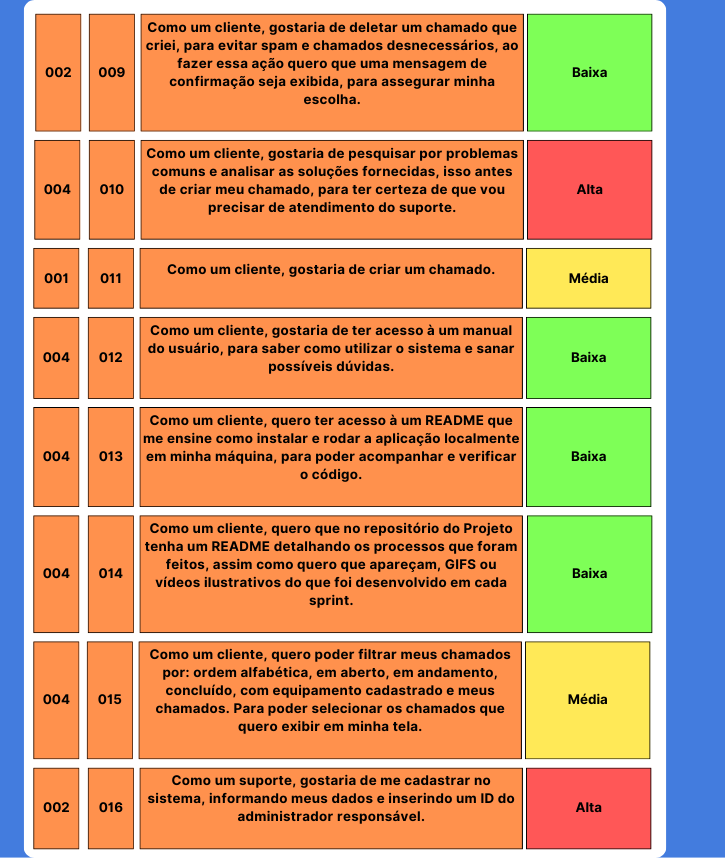 002
009
Como um cliente, gostaria de deletar um chamado que
criei, para evitar spam e chamados desnecessários, ao
fazer essa ação quero que uma mensagem de
confirmação seja exibida, para assegurar minha
escolha.
Baixa
004
010
Como um cliente, gostaria de pesquisar por problemas
comuns e analisar as soluções fornecidas, isso antes
de criar meu chamado, para ter certeza de que vou
precisar de atendimento do suporte.
Alta
001
011
Como um cliente, gostaria de criar um chamado.
Média
004
012
Como um cliente, gostaria de ter acesso à um manual
do usuário, para saber como utilizar o sistema e sanar
possíveis dúvidas.
Baixa
004
013
Como um cliente, quero ter acesso à um README que
me ensine como instalar e rodar a aplicação localmente
em minha máquina, para poder acompanhar e verificar
o código.
Baixa
004
014
Como um cliente, quero que no repositório do Projeto
tenha um README detalhando os processos que foram
feitos, assim como quero que apareçam, GIFS ou
vídeos ilustrativos do que foi desenvolvido em cada
sprint.
Baixa
004
015
Como um cliente, quero poder filtrar meus chamados
por: ordem alfabética, em aberto, em andamento,
concluído, com equipamento cadastrado e meus
chamados. Para poder selecionar os chamados que
quero exibir em minha tela.
Média
002
016
Como um suporte, gostaria de me cadastrar no
sistema, informando meus dados e inserindo um ID do
administrador responsável.
Alta